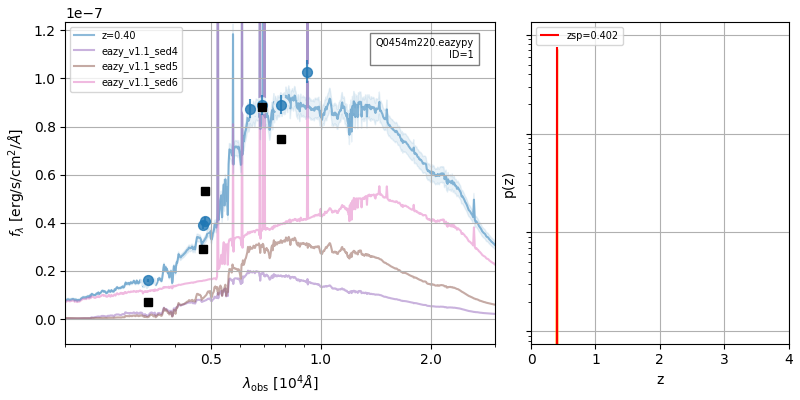 1e−7
1.2
1.0
0.8
0.6
0.4
0.2
0.0
fλ [erg/s/cm²/Å]
z=0.40
eazy_v1.1_sed4
eazy_v1.1_sed5
eazy_v1.1_sed6
Q0454m220.eazypy
ID=1
0.5
1.0
2.0
λobs [10⁴Å]
zsp=0.402
p(z)
0
1
2
3
4
z